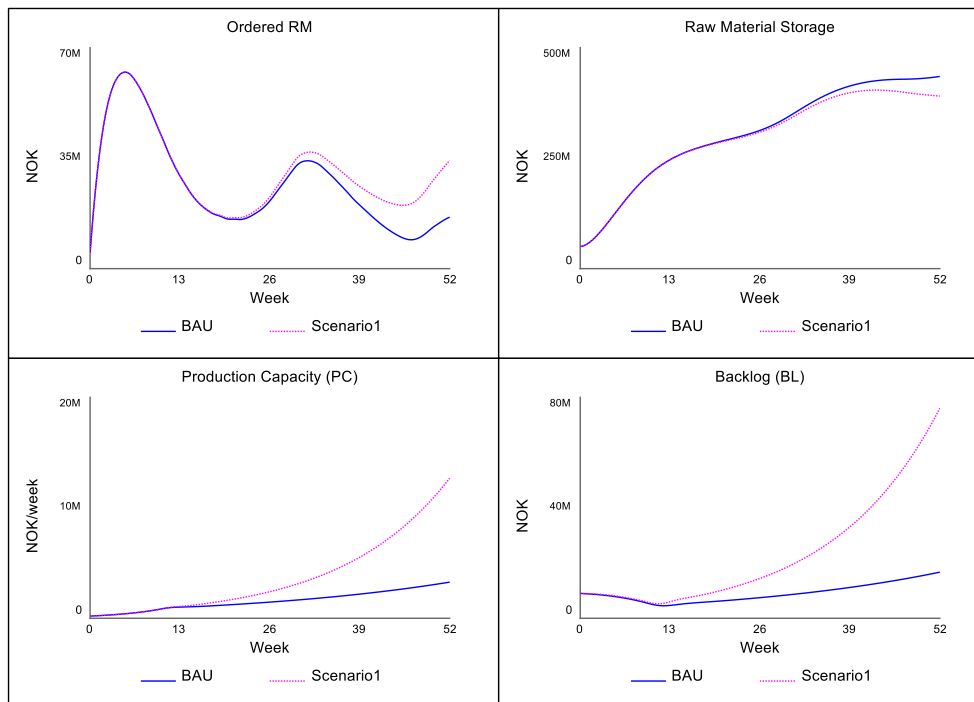 Ordered RM
70M
35M
0
NOK
0 13 26 39 52
Week
BAU Scenario1
Raw Material Storage
500M
250M
0
NOK
0 13 26 39 52
Week
BAU Scenario1
Production Capacity (PC)
20M
10M
0
NOK/week
0 13 26 39 52
Week
BAU Scenario1
Backlog (BL)
80M
40M
0
NOK
0 13 26 39 52
Week
BAU Scenario1